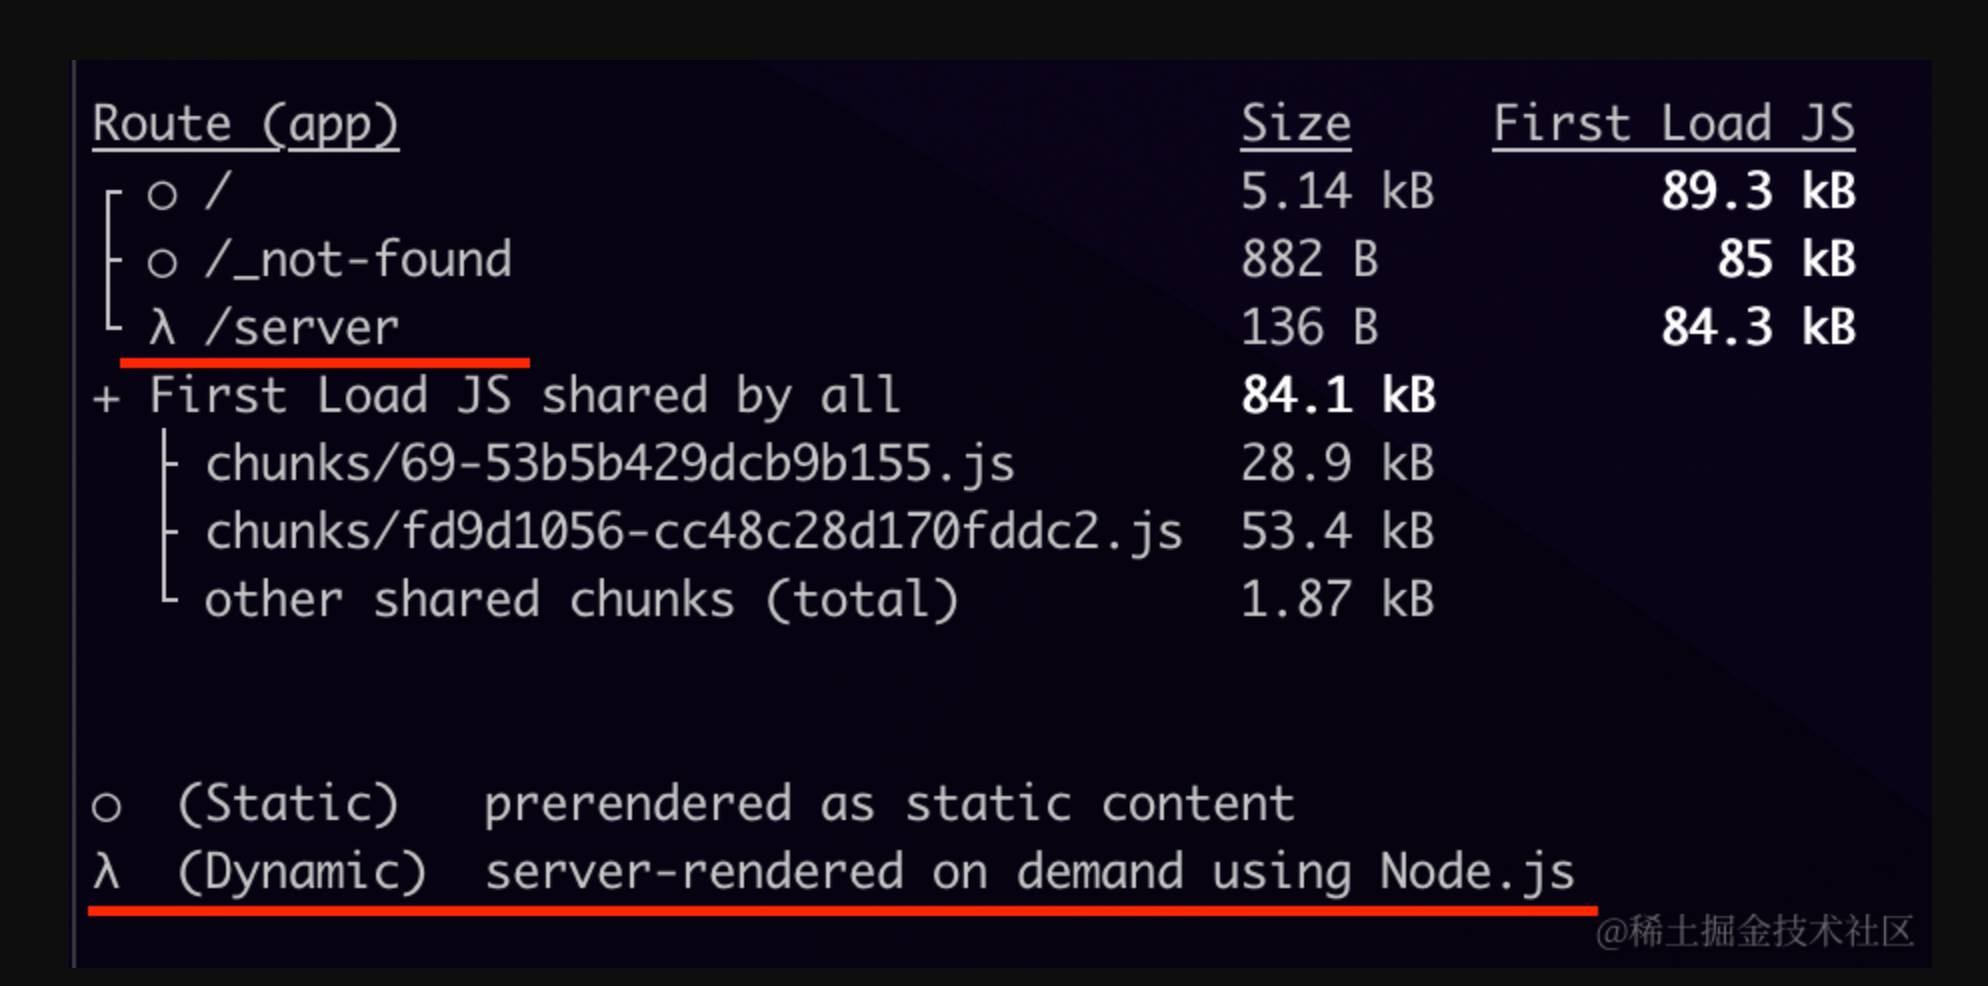 Route (app) Size First Load JS
┌ ○ / 5.14 kB 89.3 kB
├ ○ /_not-found 882 B 85 kB
└ λ /server 136 B 84.3 kB
+ First Load JS shared by all 84.1 kB
├ chunks/69-53b5b429dcb9b155.js 28.9 kB
├ chunks/fd9d1056-cc48c28d170fddc2.js 53.4 kB
└ other shared chunks (total) 1.87 kB
○ (Static) prerendered as static content
λ (Dynamic) server-rendered on demand using Node.js
@稀土掘金技术社区